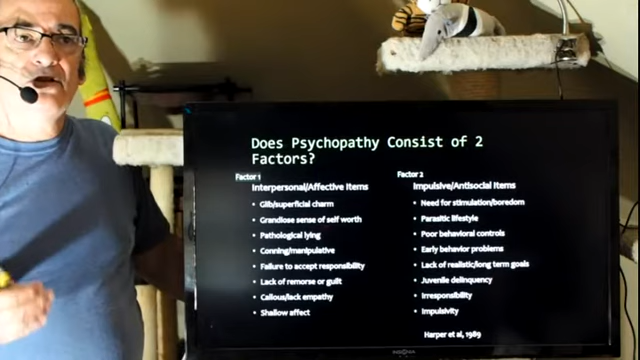 Does Psychopathy Consist of 2
Factors?
Factor 1
Interpersonal/Affective Items
• Glib/superficial charm
• Grandiose sense of self worth
• Pathological lying
• Conning/manipulative
• Failure to accept responsibility
• Lack of remorse or guilt
• Callous/lack empathy
• Shallow affect
Factor 2
Impulsive/Antisocial Items
• Need for stimulation/boredom
• Parasitic lifestyle
• Poor behavioral controls
• Early behavior problems
• Lack of realistic/long term goals
• Juvenile delinquency
• Irresponsibility
• Impulsivity
Harper et al, 1989